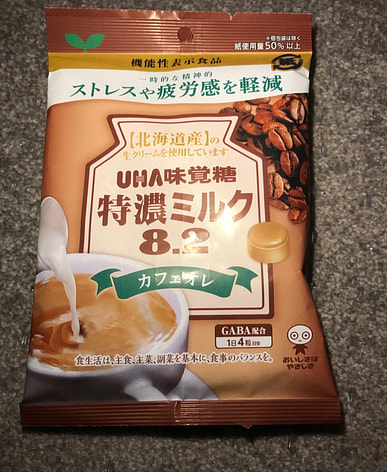 ※個包装は除く
紙使用量50%以上
機能性表示食品
一時的な精神的
ストレスや疲労感を軽減
【北海道産】の
生クリームを使用しています
UHA味覚糖
特濃ミルク
8.2
カフェオレ
GABA配合
1日4粒目安
おいしさは
やさしさ
食生活は、主食、主菜、副菜を基本に、食事のバランスを。